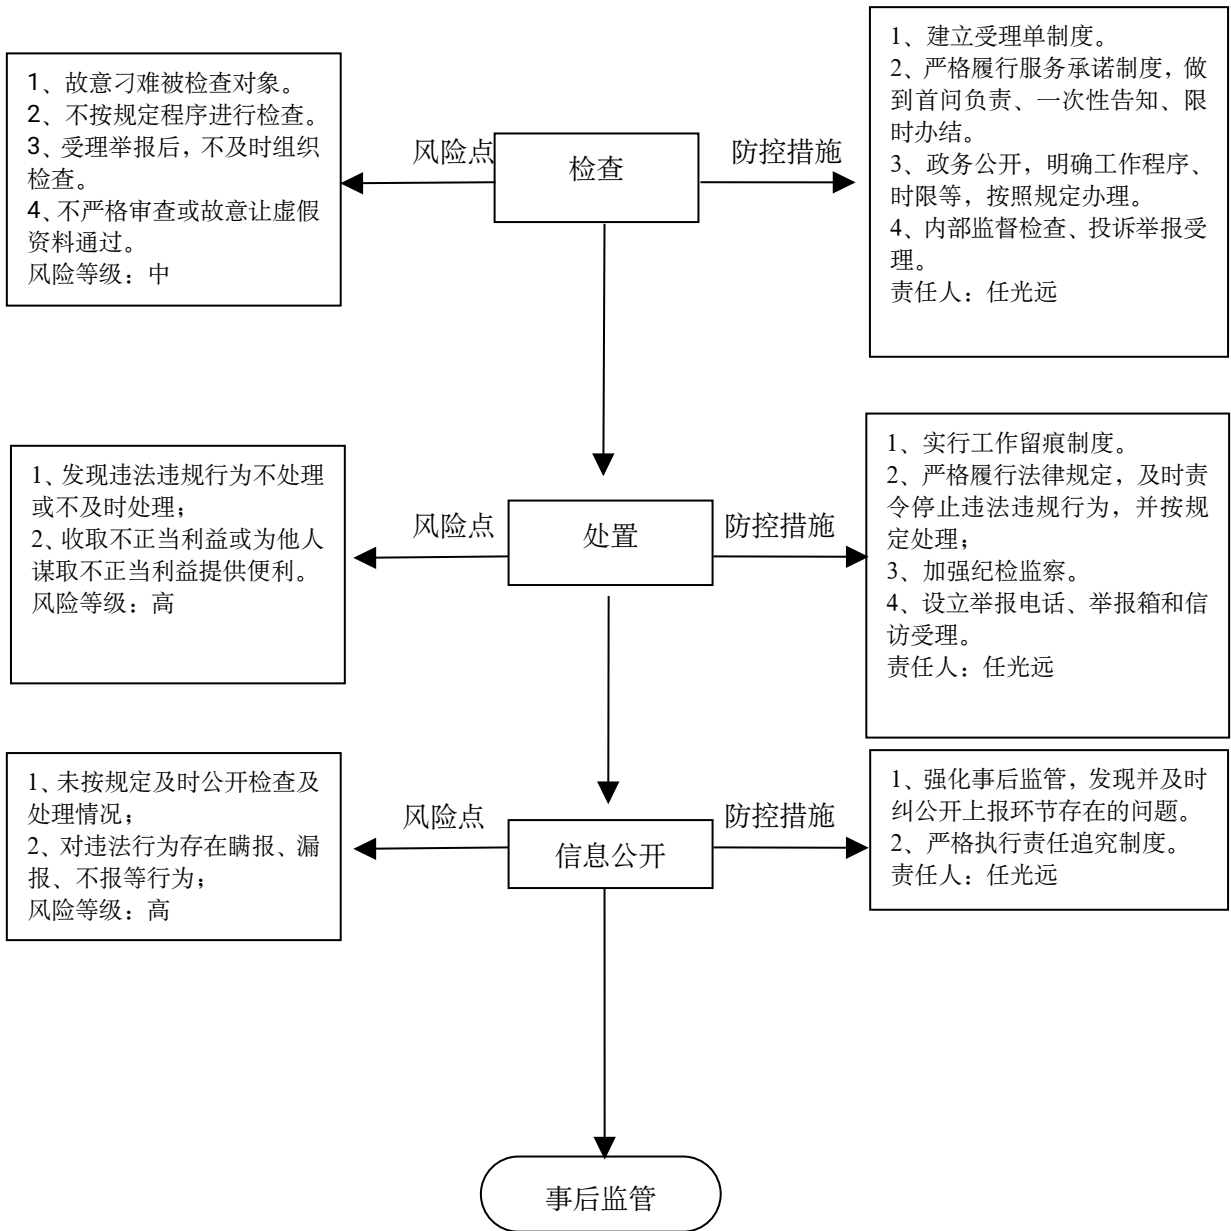 1、故意刁难被检查对象。
2、不按规定程序进行检查。
3、受理举报后，不及时组织
检查。
4、不严格审查或故意让虚假
资料通过。
风险等级：中
风险点
检查
防控措施
1、建立受理单制度。
2、严格履行服务承诺制度，做
到首问负责、一次性告知、限
时办结。
3、政务公开，明确工作程序、
时限等，按照规定办理。
4、内部监督检查、投诉举报受
理。
责任人：任光远
1、发现违法违规行为不处理
或不及时处理；
2、收取不正当利益或为他人
谋取不正当利益提供便利。
风险等级：高
风险点
处置
防控措施
1、实行工作留痕制度。
2、严格履行法律规定，及时责
令停止违法违规行为，并按规
定处理；
3、加强纪检监察。
4、设立举报电话、举报箱和信
访受理。
责任人：任光远
1、未按规定及时公开检查及
处理情况；
2、对违法行为存在瞒报、漏
报、不报等行为；
风险等级：高
风险点
信息公开
防控措施
1、强化事后监管，发现并及时
纠公开上报环节存在的问题。
2、严格执行责任追究制度。
责任人：任光远
事后监管